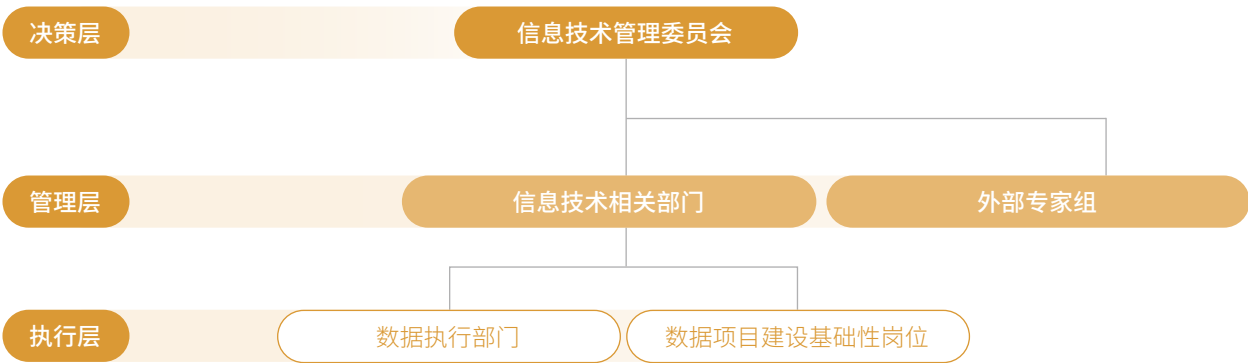 决策层
信息技术管理委员会
管理层
信息技术相关部门
外部专家组
执行层
数据执行部门
数据项目建设基础性岗位